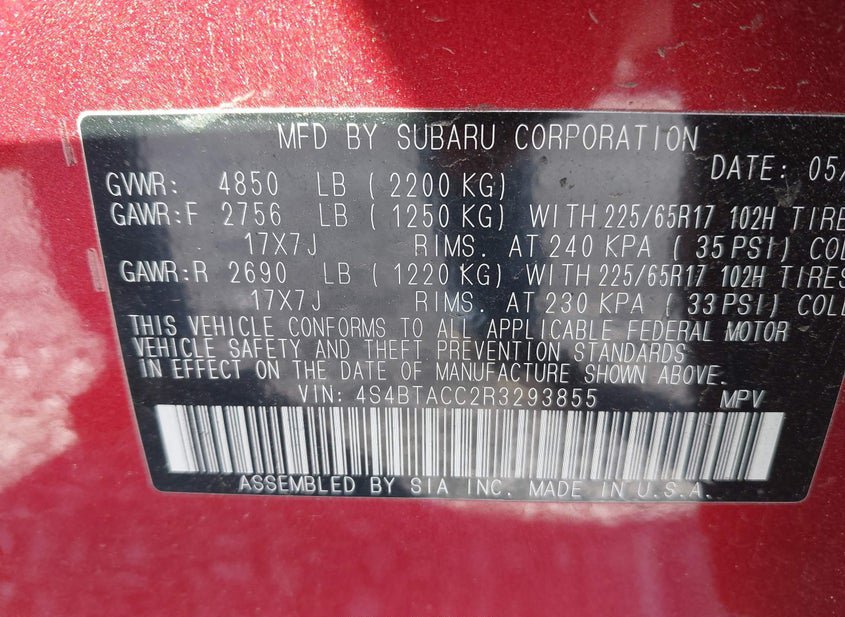 MFD BY SUBARU CORPORATION
DATE: 05/
GVWR: 4850 LB ( 2200 KG)
GAWR:F 2756 LB ( 1250 KG) WITH 225/65R17 102H TIRE
17X7J RIMS. AT 240 KPA ( 35 PSI) COL
GAWR:R 2690 LB ( 1220 KG) WITH 225/65R17 102H TIRES
17X7J RIMS. AT 230 KPA ( 33 PSI) COL
THIS VEHICLE CONFORMS TO ALL APPLICABLE FEDERAL MOTOR
VEHICLE SAFETY AND THEFT PREVENTION STANDARDS
IN EFFECT ON THE DATE OF MANUFACTURE SHOWN ABOVE.
VIN: 4S4BTACC2R3293855 MPV
ASSEMBLED BY SIA INC. MADE IN U.S.A.